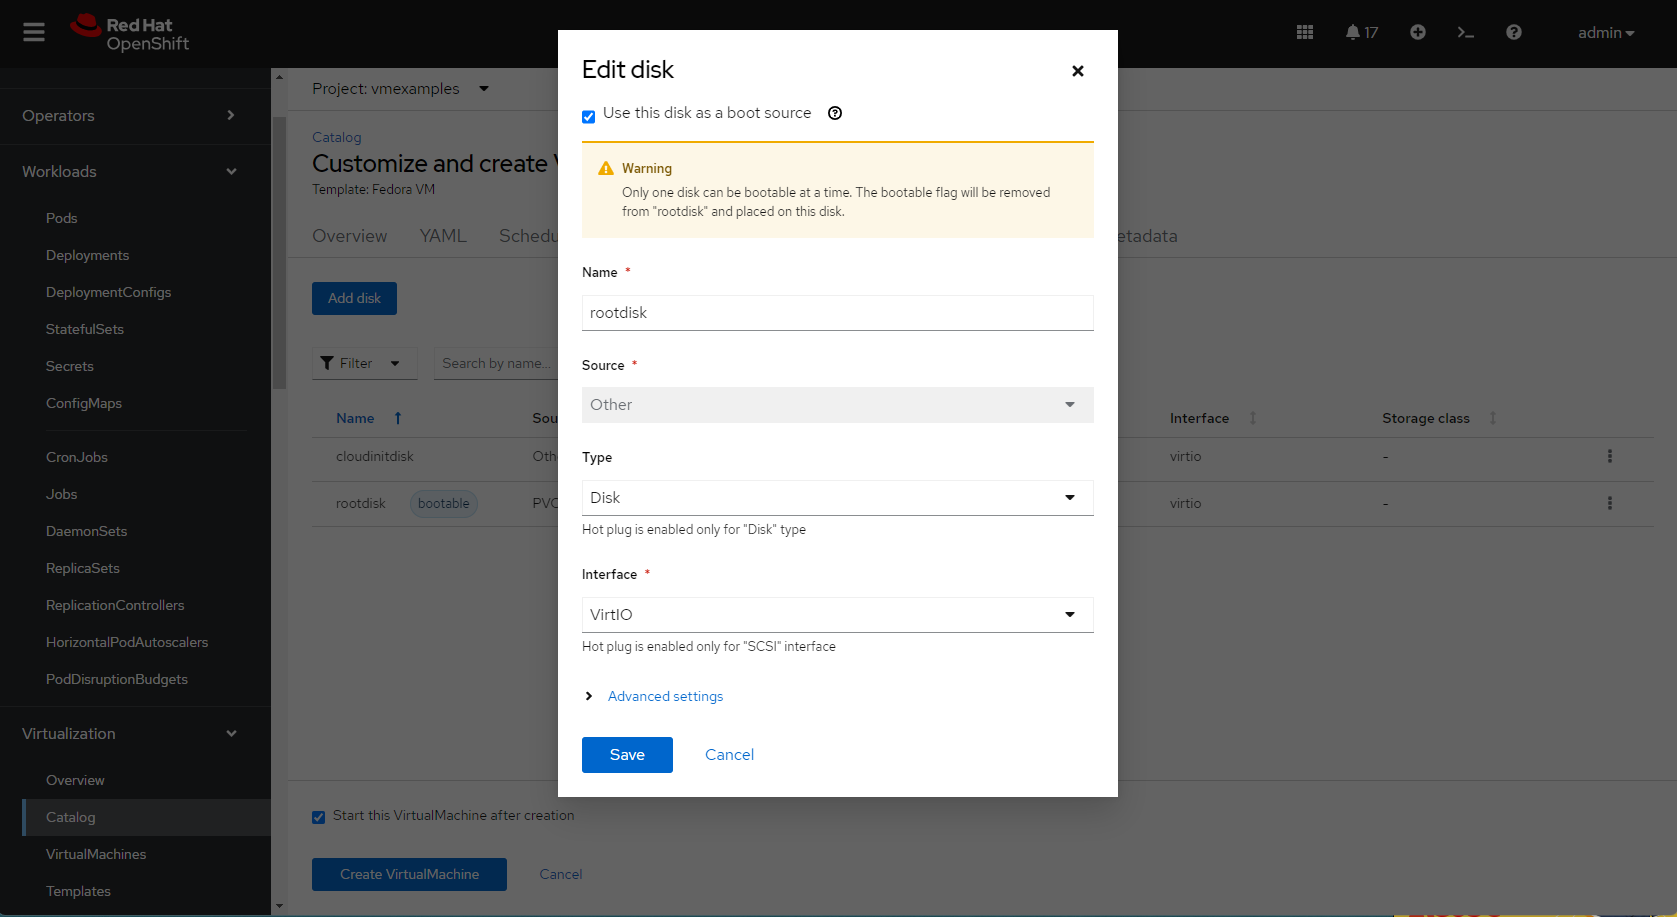 Red Hat
OpenShift
17
admin
Operators
Workloads
Pods
Deployments
DeploymentConfigs
StatefulSets
Secrets
ConfigMaps
CronJobs
Jobs
DaemonSets
ReplicaSets
ReplicationControllers
HorizontalPodAutoscalers
PodDisruptionBudgets
Virtualization
Overview
Catalog
VirtualMachines
Templates
Project: vmexamples
Catalog
Customize and create
Template: Fedora VM
Overview YAML Schedu etadata
Add disk
Filter Search by name...
Name Sou Interface Storage class
cloudinitdisk Oth virtio -
rootdisk bootable PVC virtio -
Start this VirtualMachine after creation
Create VirtualMachine Cancel
Edit disk
Use this disk as a boot source
Warning
Only one disk can be bootable at a time. The bootable flag will be removed
from "rootdisk" and placed on this disk.
Name *
rootdisk
Source *
Other
Type
Disk
Hot plug is enabled only for "Disk" type
Interface *
VirtIO
Hot plug is enabled only for "SCSI" interface
Advanced settings
Save Cancel